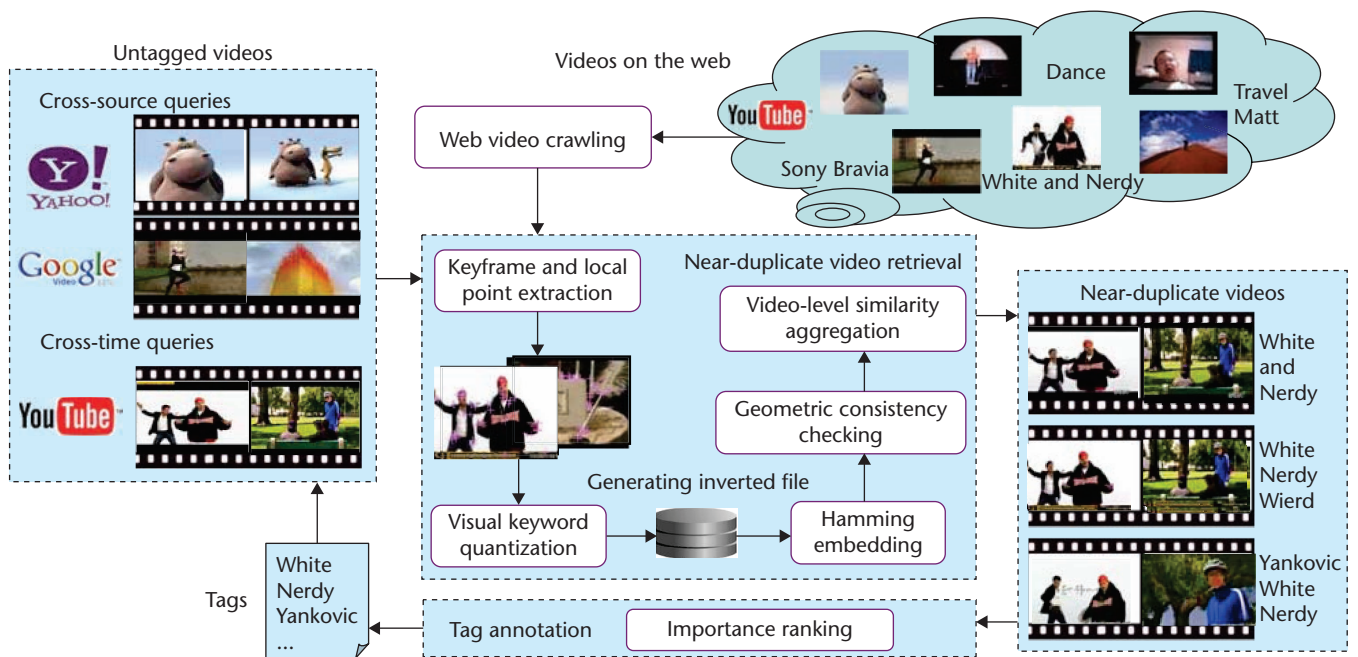 Untagged videos
Cross-source queries
Y!
YAHOO!
Google
Video
Cross-time queries
YouTube
Videos on the web
YouTube
Dance
Travel
Matt
Sony Bravia
White and Nerdy
Web video crawling
Near-duplicate video retrieval
Keyframe and local
point extraction
Video-level similarity
aggregation
Geometric consistency
checking
Generating inverted file
Visual keyword
quantization
Hamming
embedding
Near-duplicate videos
White
and
Nerdy
White
Nerdy
Wierd
Yankovic
White
Nerdy
Tag annotation
Importance ranking
Tags
White
Nerdy
Yankovic
...